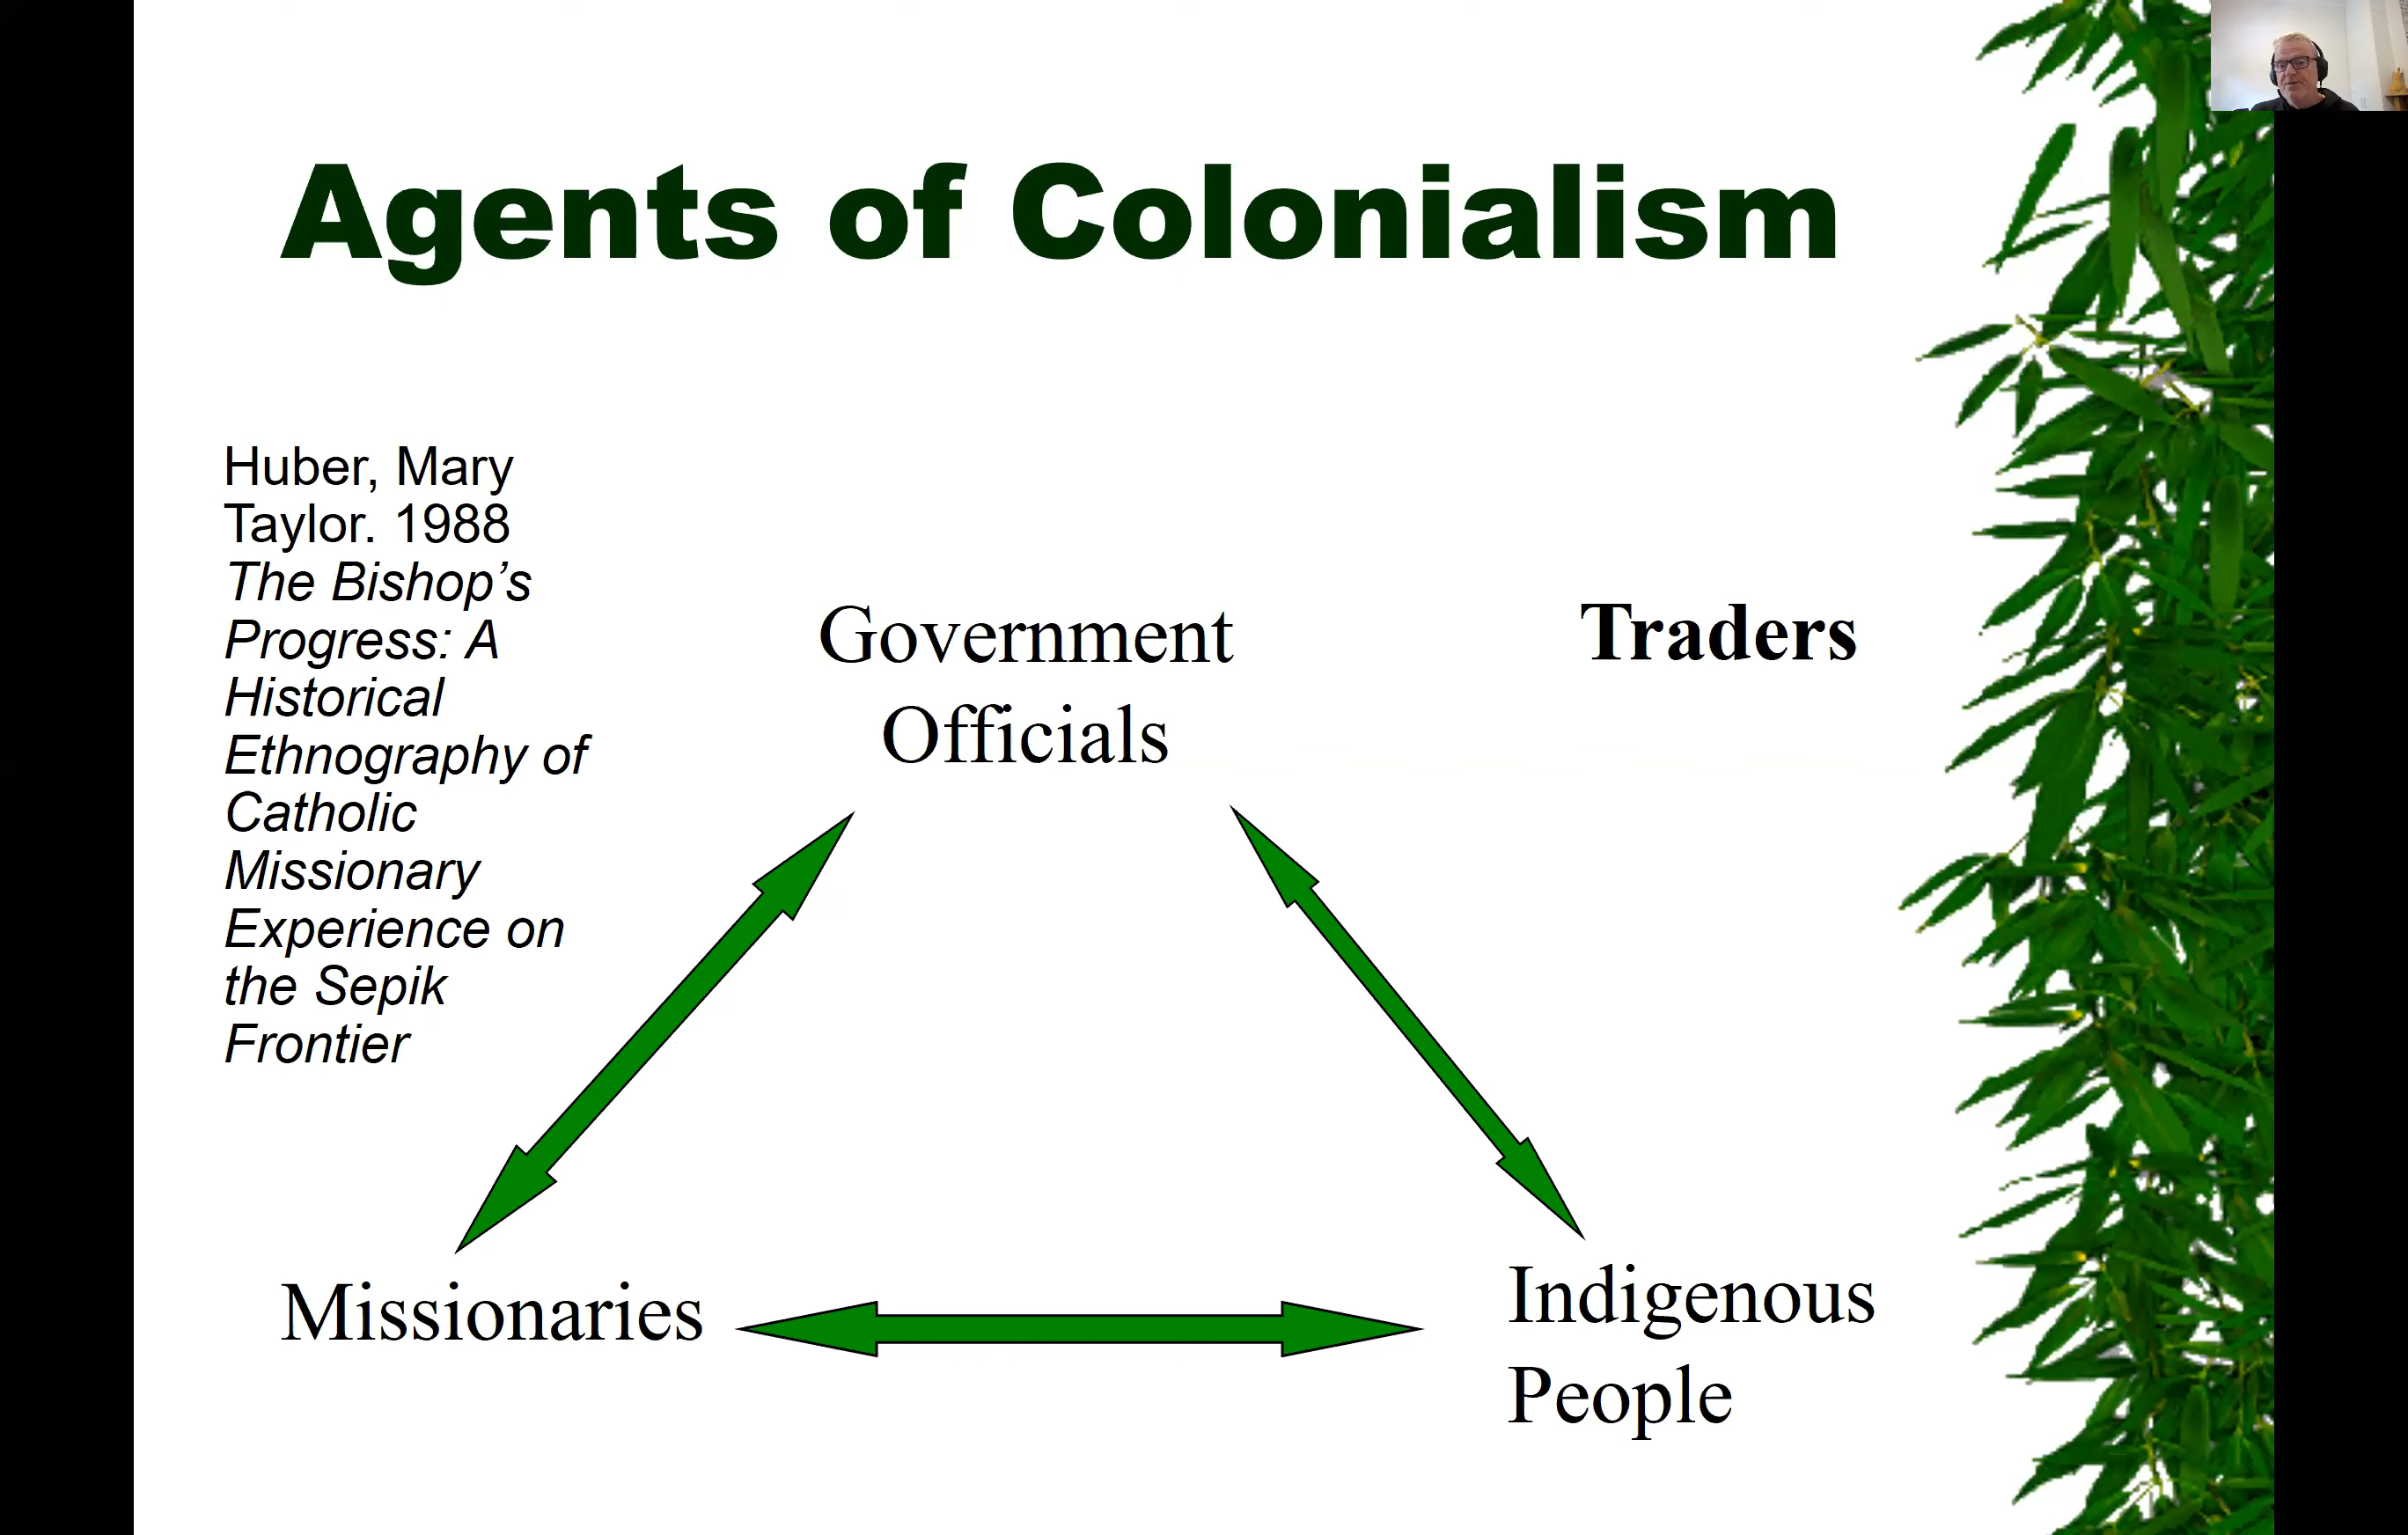 Agents of Colonialism
Huber, Mary
Taylor. 1988
The Bishop’s
Progress: A
Historical
Ethnography of
Catholic
Missionary
Experience on
the Sepik
Frontier
Government
Officials
Traders
Missionaries
Indigenous
People